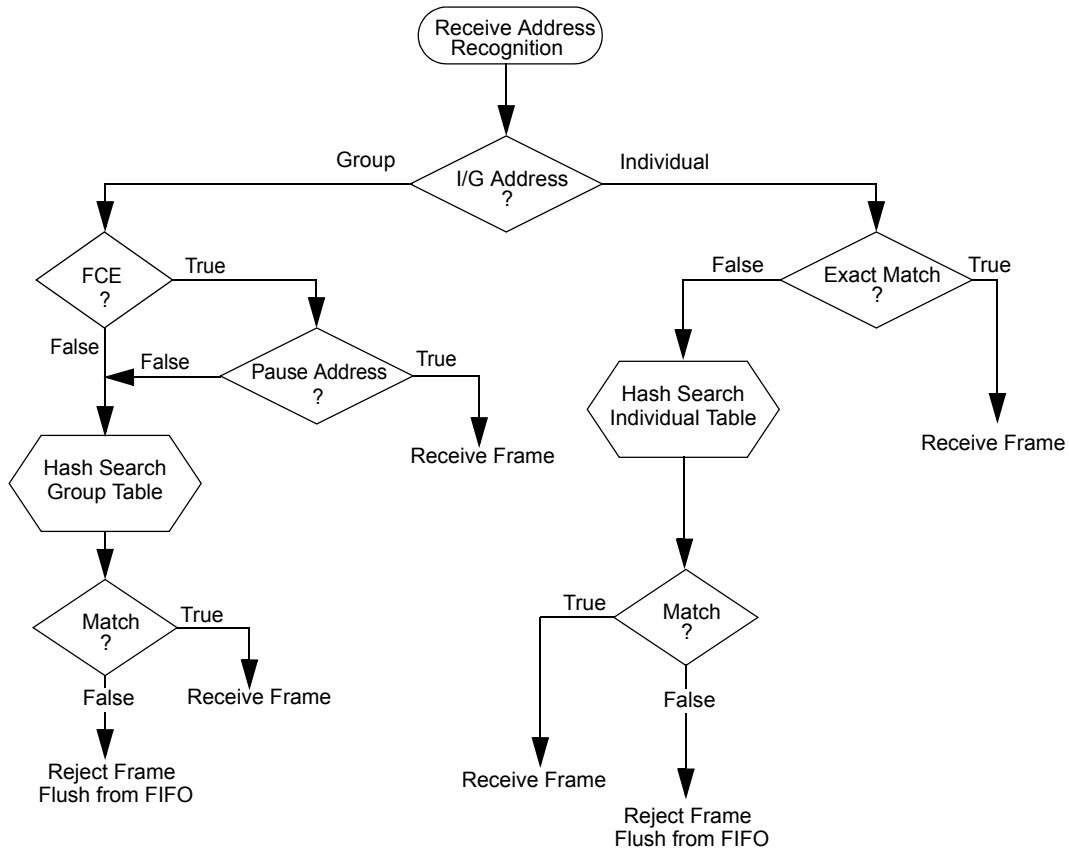 Receive Address
Recognition
Group
Individual
I/G Address
?
FCE
?
True
False
Exact Match
?
True
False
False
Pause Address
?
True
Hash Search
Individual Table
Receive Frame
Receive Frame
Hash Search
Group Table
Match
?
True
True
Match
?
False
Receive Frame
False
Reject Frame
Flush from FIFO
Receive Frame
Reject Frame
Flush from FIFO